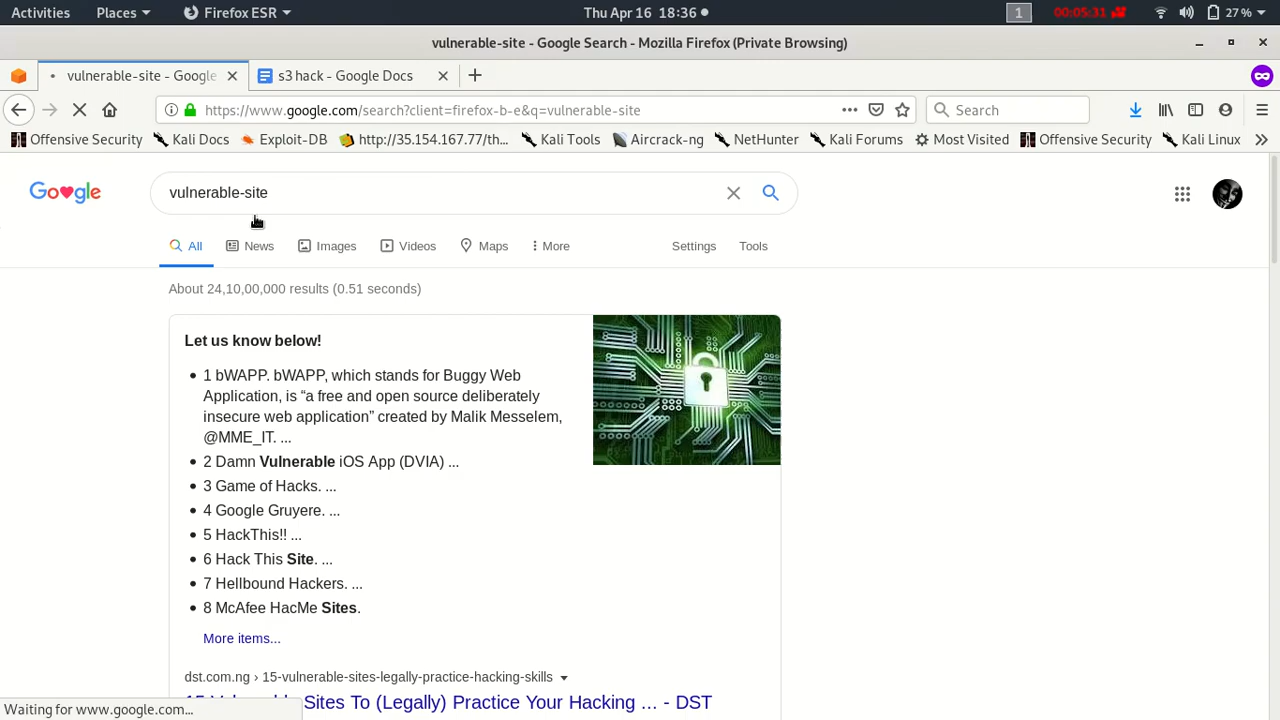 Activities Places Firefox ESR Thu Apr 16 18:36 1 00:05:31 27%
vulnerable-site - Google Search - Mozilla Firefox (Private Browsing)
vulnerable-site - Google s3 hack - Google Docs
https://www.google.com/search?client=firefox-b-e&q=vulnerable-site Search
Offensive Security Kali Docs Exploit-DB http://35.154.167.77/th... Kali Tools Aircrack-ng NetHunter Kali Forums Most Visited Offensive Security Kali Linux
Go gle vulnerable-site
All News Images Videos Maps More Settings Tools
About 24,10,00,000 results (0.51 seconds)
Let us know below!
1 bWAPP. bWAPP, which stands for Buggy Web
Application, is “a free and open source deliberately
insecure web application” created by Malik Messelem,
@MME_IT. ...
2 Damn Vulnerable iOS App (DVIA) ...
3 Game of Hacks. ...
4 Google Gruyere. ...
5 HackThis!! ...
6 Hack This Site. ...
7 Hellbound Hackers. ...
8 McAfee HacMe Sites.
More items...
dst.com.ng › 15-vulnerable-sites-legally-practice-hacking-skills
Sites To (Legally) Practice Your Hacking ... - DST
Waiting for www.google.com...